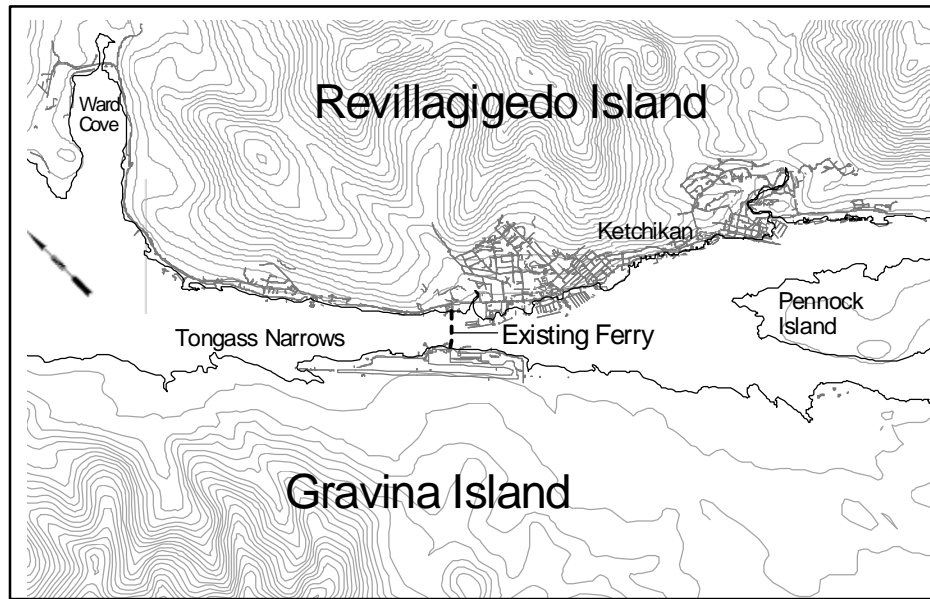 Ward
Cove
Revillagigedo Island
Ketchikan
Pennock
Island
Tongass Narrows
Existing Ferry
Gravina Island